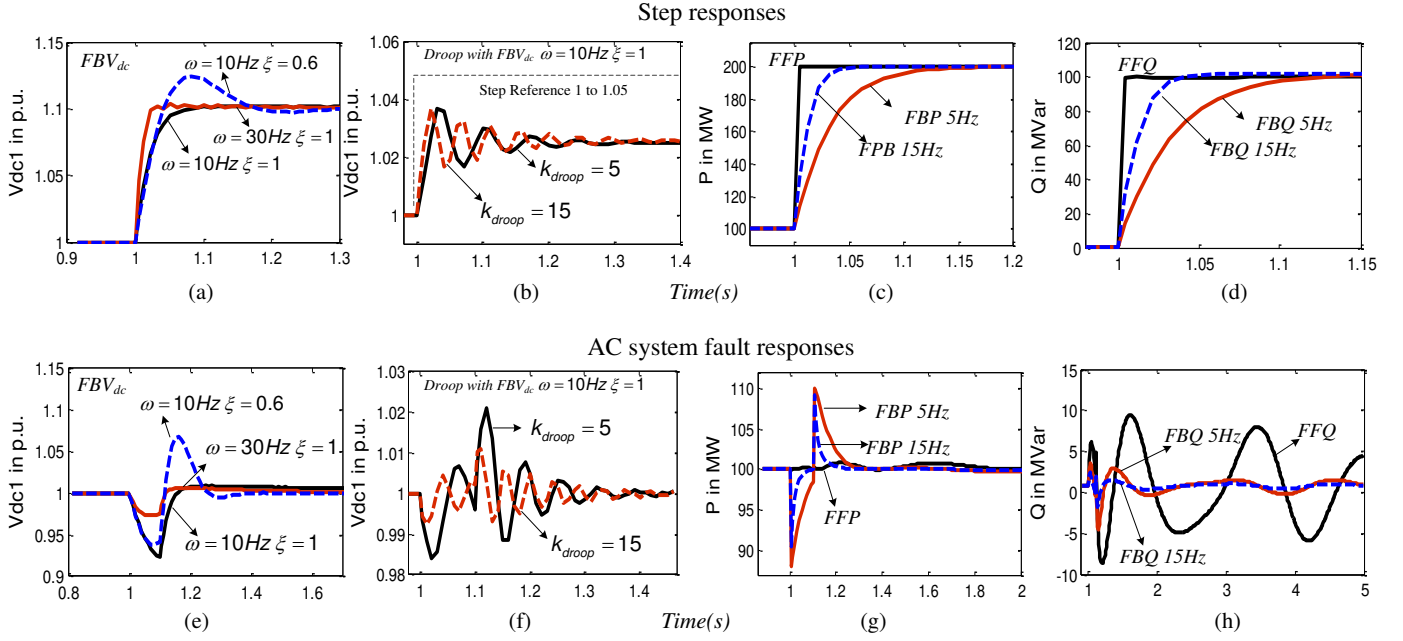 Step responses
Vdc1 in p.u.
1.15
1.1
1.05
1
0.9
1
1.1
1.2
1.3
FBVdc
ω=10Hz ξ=0.6
ω=30Hz ξ=1
ω=10Hz ξ=1
(a)
Vdc1 in p.u.
1.06
1.04
1.02
1
1
1.1
1.2
1.3
1.4
Droop with FBVdc ω=10Hz ξ=1
Step Reference 1 to 1.05
kdroop = 5
kdroop = 15
(b)
Time(s)
P in MW
200
180
160
140
120
100
1
1.05
1.1
1.15
1.2
FFP
FBP 5Hz
FPB 15Hz
(c)
Q in MVar
120
100
80
60
40
20
0
1
1.05
1.1
1.15
FFQ
FBQ 5Hz
FBQ 15Hz
(d)
AC system fault responses
Vdc1 in p.u.
1.15
1.1
1.05
1
0.95
0.9
0.8
1
1.2
1.4
1.6
FBVdc
ω=10Hz ξ=0.6
ω=30Hz ξ=1
ω=10Hz ξ=1
(e)
Vdc1 in p.u.
1.03
1.02
1.01
1
0.99
0.98
1
1.1
1.2
1.3
1.4
Droop with FBVdc ω=10Hz ξ=1
kdroop = 5
kdroop = 15
(f)
Time(s)
P in MW
110
105
100
95
90
1
1.2
1.4
1.6
1.8
2
FBP 5Hz
FBP 15Hz
FFP
(g)
Q in MVar
15
10
5
0
-5
-10
1
2
3
4
5
FBQ 5Hz
FFQ
FBQ 15Hz
(h)